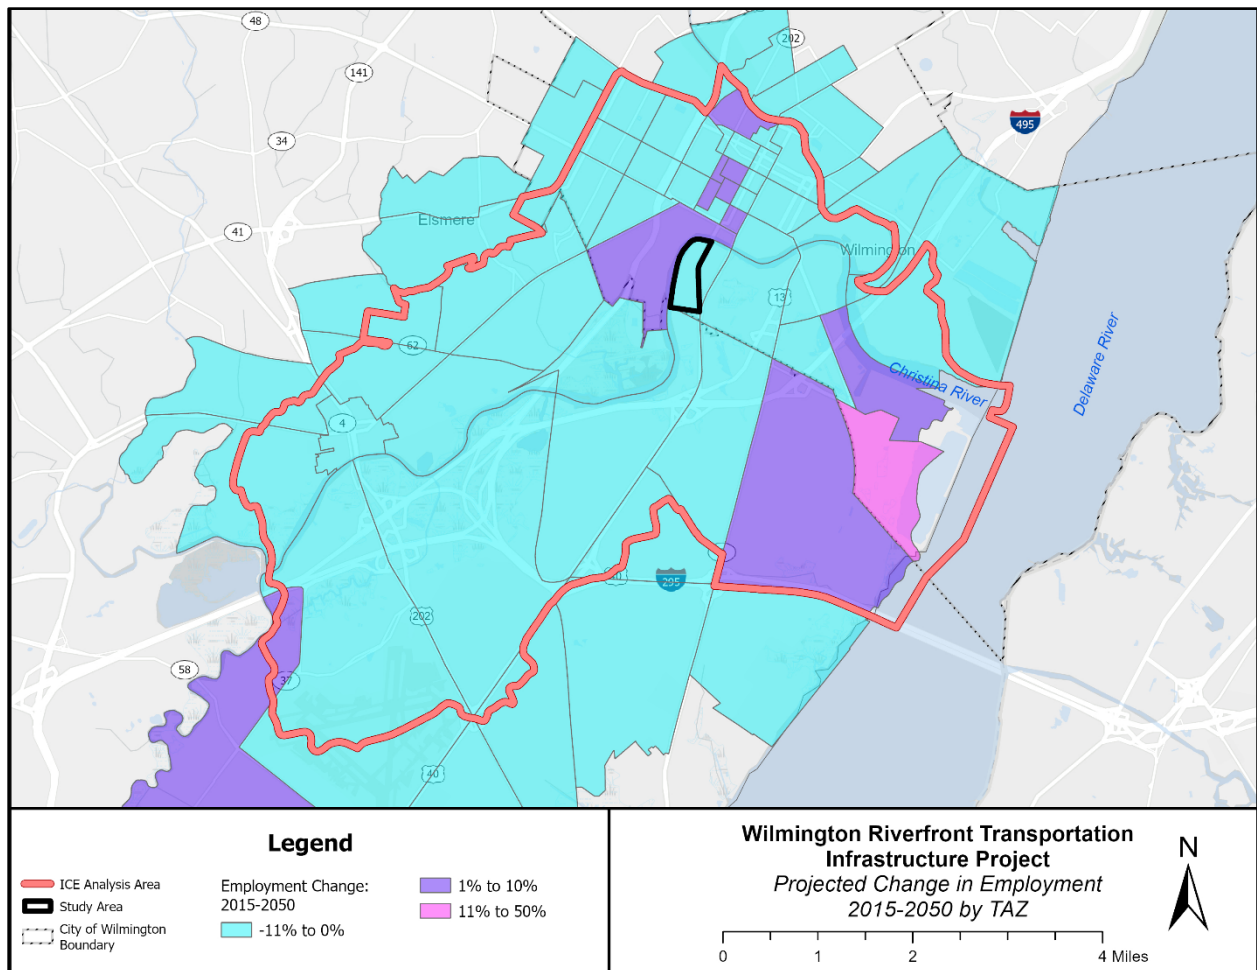 48
202
141
495
34
Elsmere
41
Wilmington
13
62
Christina River
Delaware River
4
295
202
58
37
40
Legend
ICE Analysis Area
Study Area
City of Wilmington
Boundary
Employment Change:
2015-2050
-11% to 0%
1% to 10%
11% to 50%
Wilmington Riverfront Transportation
Infrastructure Project
Projected Change in Employment
2015-2050 by TAZ
N
0 1 2 4 Miles